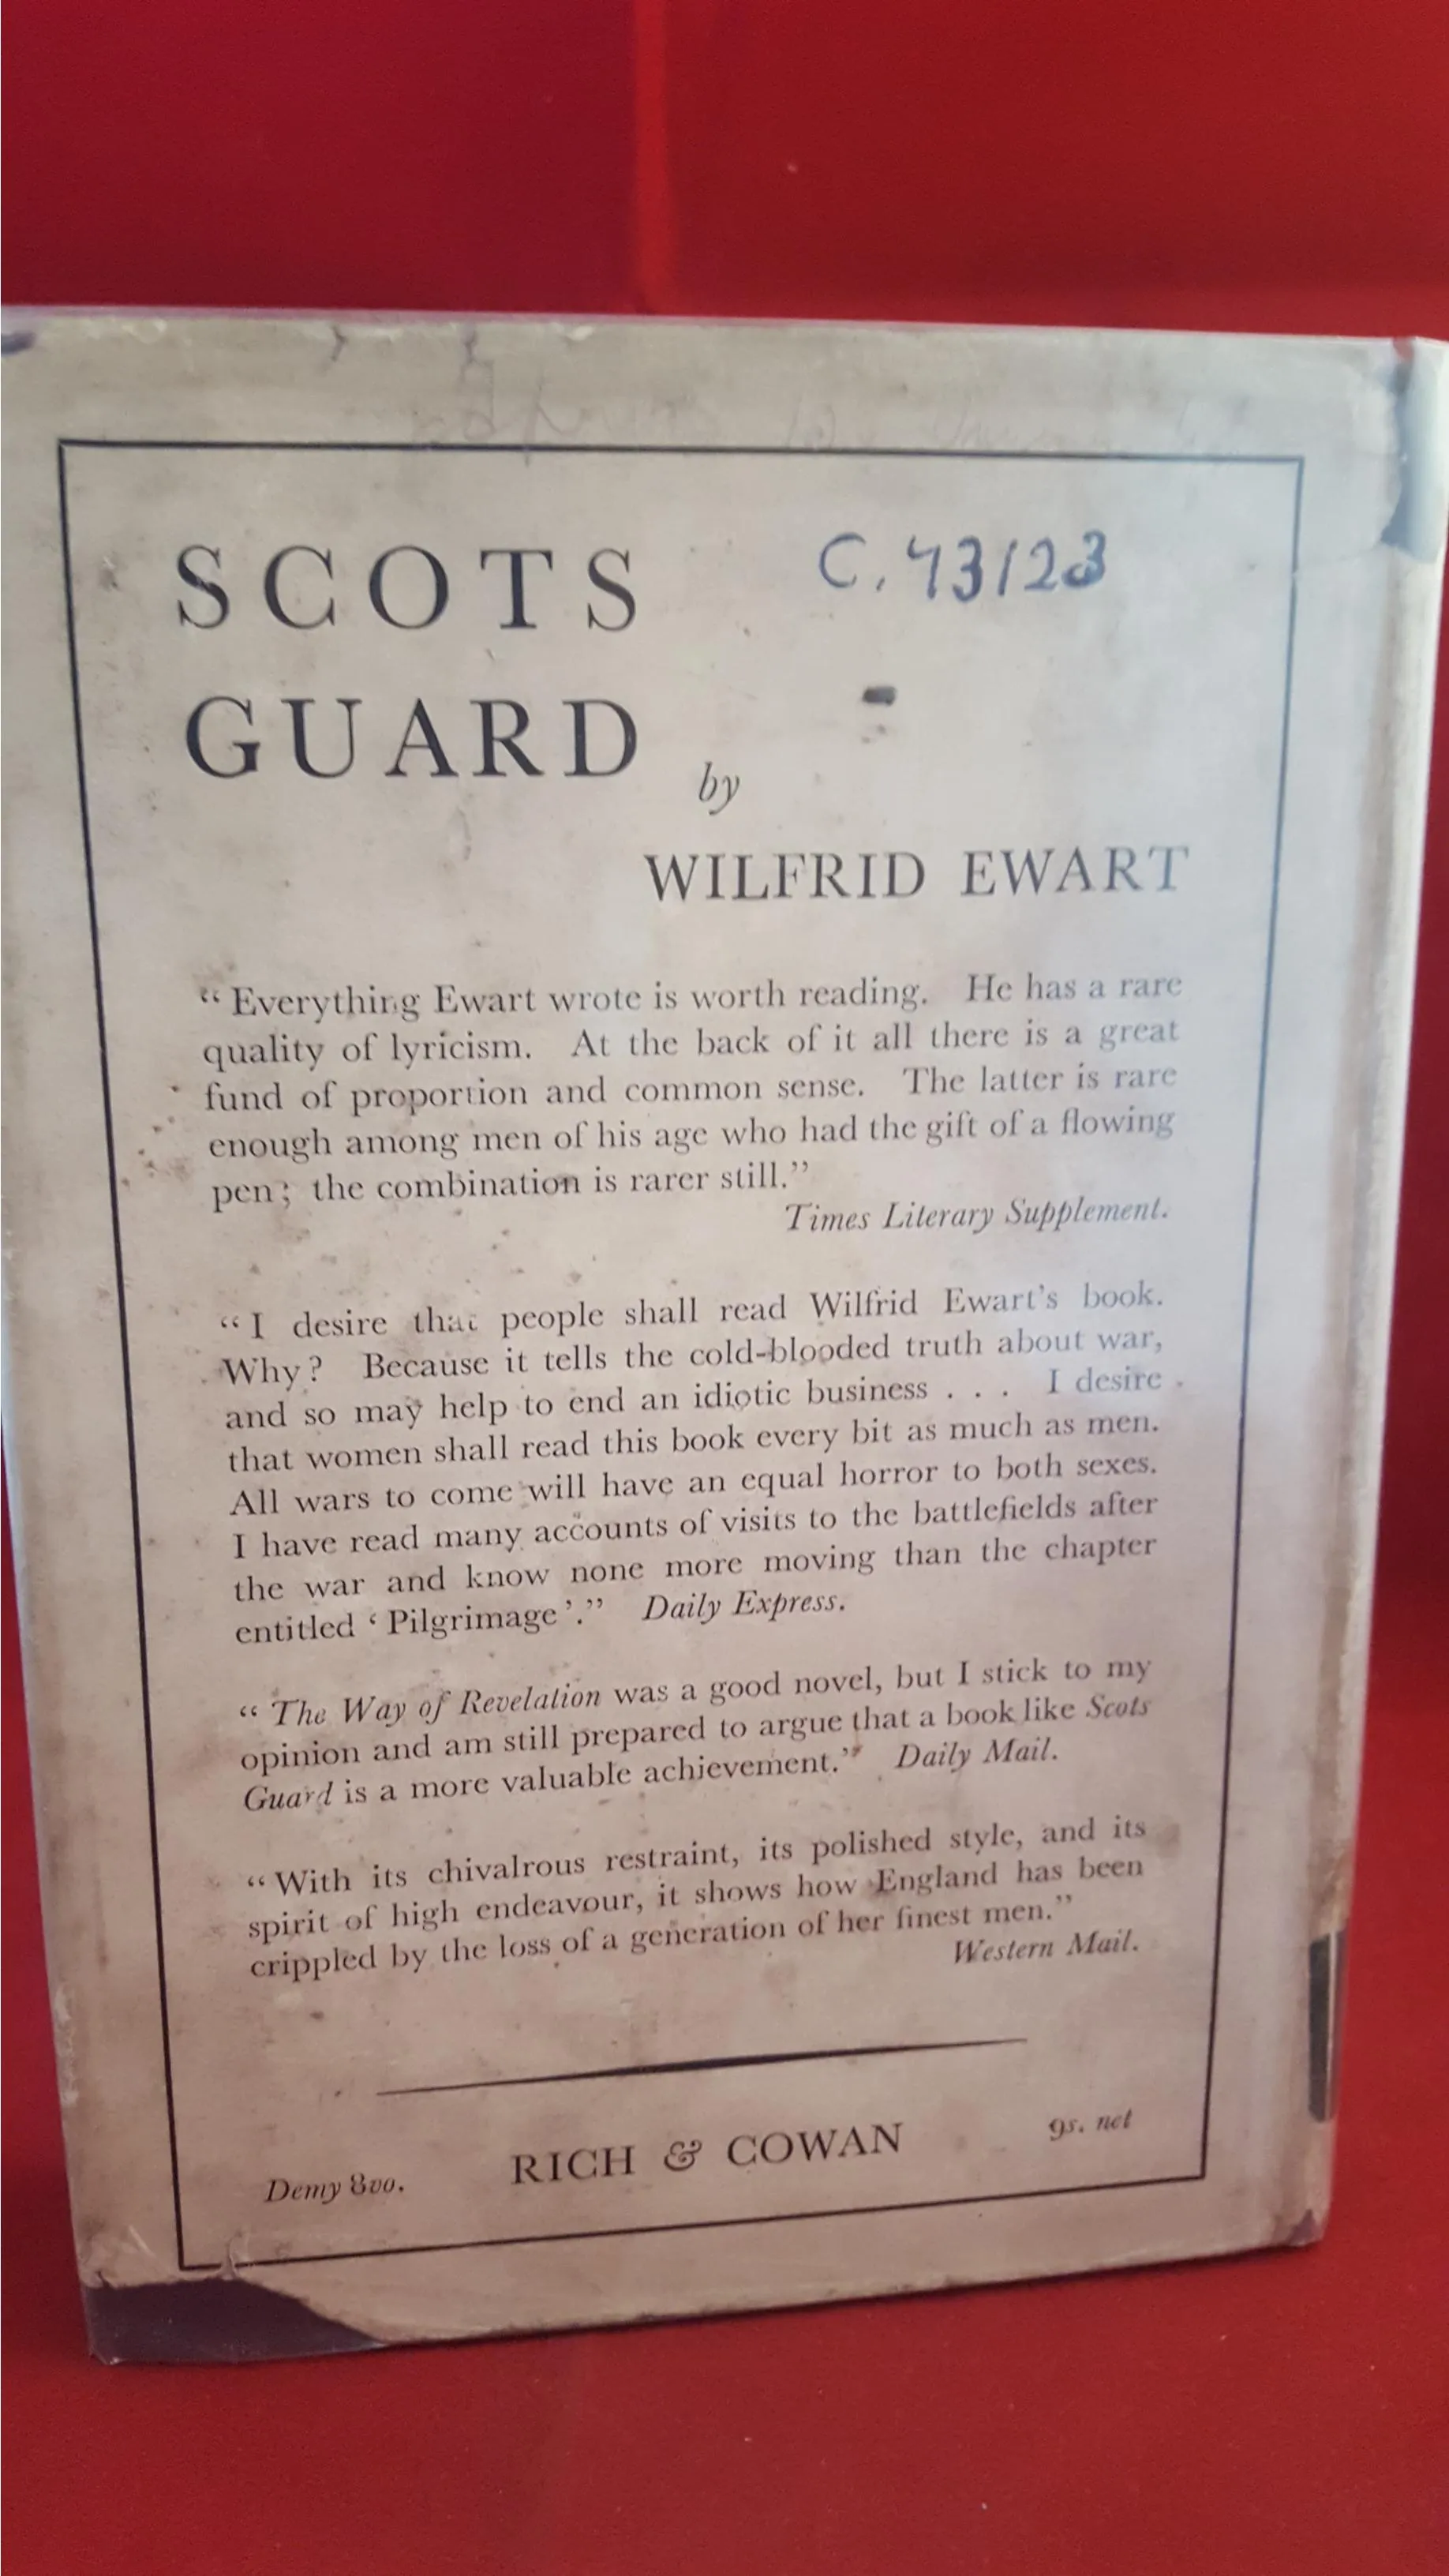 SCOTS
C. 43123
GUARD
by
WILFRID EWART
“Everything Ewart wrote is worth reading. He has a rare
quality of lyricism. At the back of it all there is a great
fund of proportion and common sense. The latter is rare
enough among men of his age who had the gift of a flowing
pen; the combination is rarer still.”
Times Literary Supplement.
“I desire that people shall read Wilfrid Ewart's book.
Why? Because it tells the cold-blooded truth about war,
and so may help to end an idiotic business . . . I desire
that women shall read this book every bit as much as men.
All wars to come will have an equal horror to both sexes.
I have read many accounts of visits to the battlefields after
the war and know none more moving than the chapter
entitled ‘Pilgrimage’.” Daily Express.
“The Way of Revelation was a good novel, but I stick to my
opinion and am still prepared to argue that a book like Scots
Guard is a more valuable achievement.” Daily Mail.
“With its chivalrous restraint, its polished style, and its
spirit of high endeavour, it shows how England has been
crippled by the loss of a generation of her finest men.”
Western Mail.
Demy 8vo. RICH & COWAN 9s. net